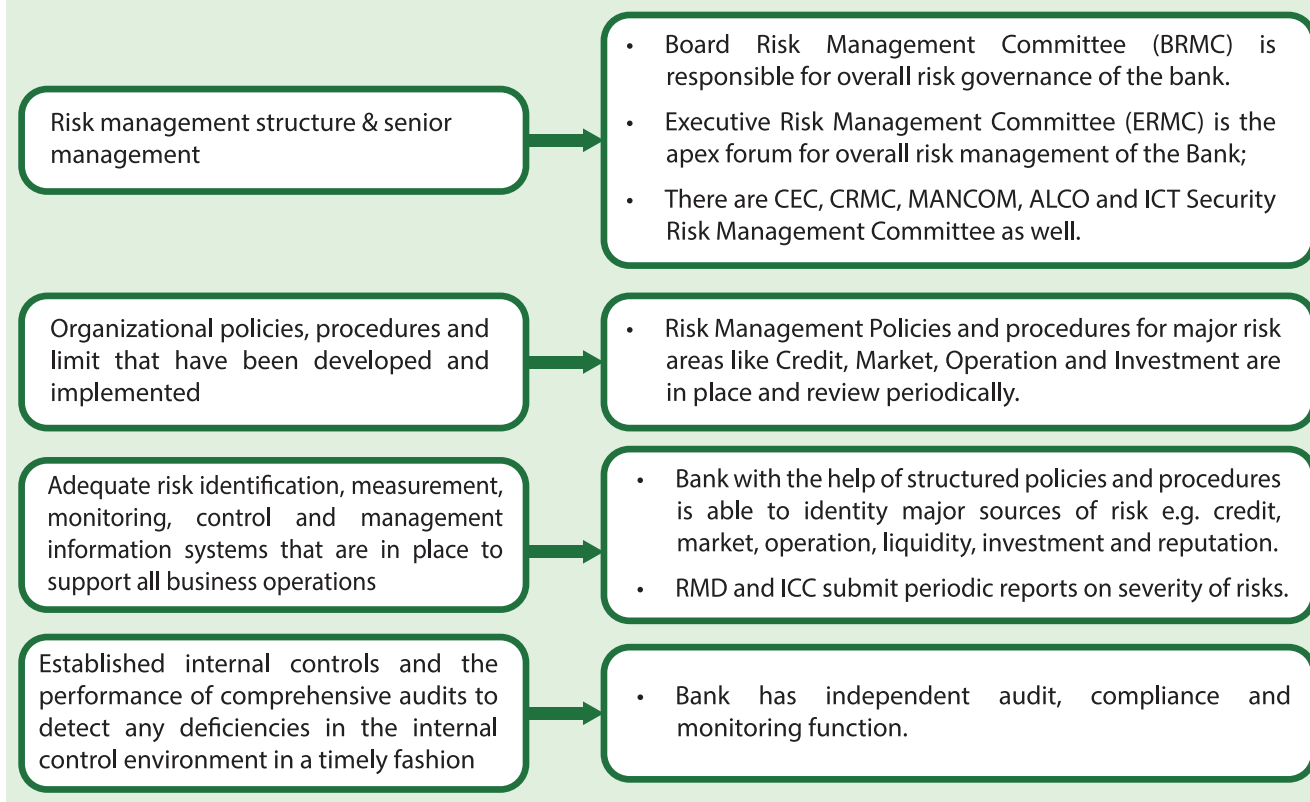 Risk management structure & senior
management
• Board Risk Management Committee (BRMC) is
responsible for overall risk governance of the bank.
• Executive Risk Management Committee (ERMC) is the
apex forum for overall risk management of the Bank;
• There are CEC, CRMC, MANCOM, ALCO and ICT Security
Risk Management Committee as well.
Organizational policies, procedures and
limit that have been developed and
implemented
• Risk Management Policies and procedures for major risk
areas like Credit, Market, Operation and Investment are
in place and review periodically.
Adequate risk identification, measurement,
monitoring, control and management
information systems that are in place to
support all business operations
• Bank with the help of structured policies and procedures
is able to identity major sources of risk e.g. credit,
market, operation, liquidity, investment and reputation.
• RMD and ICC submit periodic reports on severity of risks.
Established internal controls and the
performance of comprehensive audits to
detect any deficiencies in the internal
control environment in a timely fashion
• Bank has independent audit, compliance and
monitoring function.